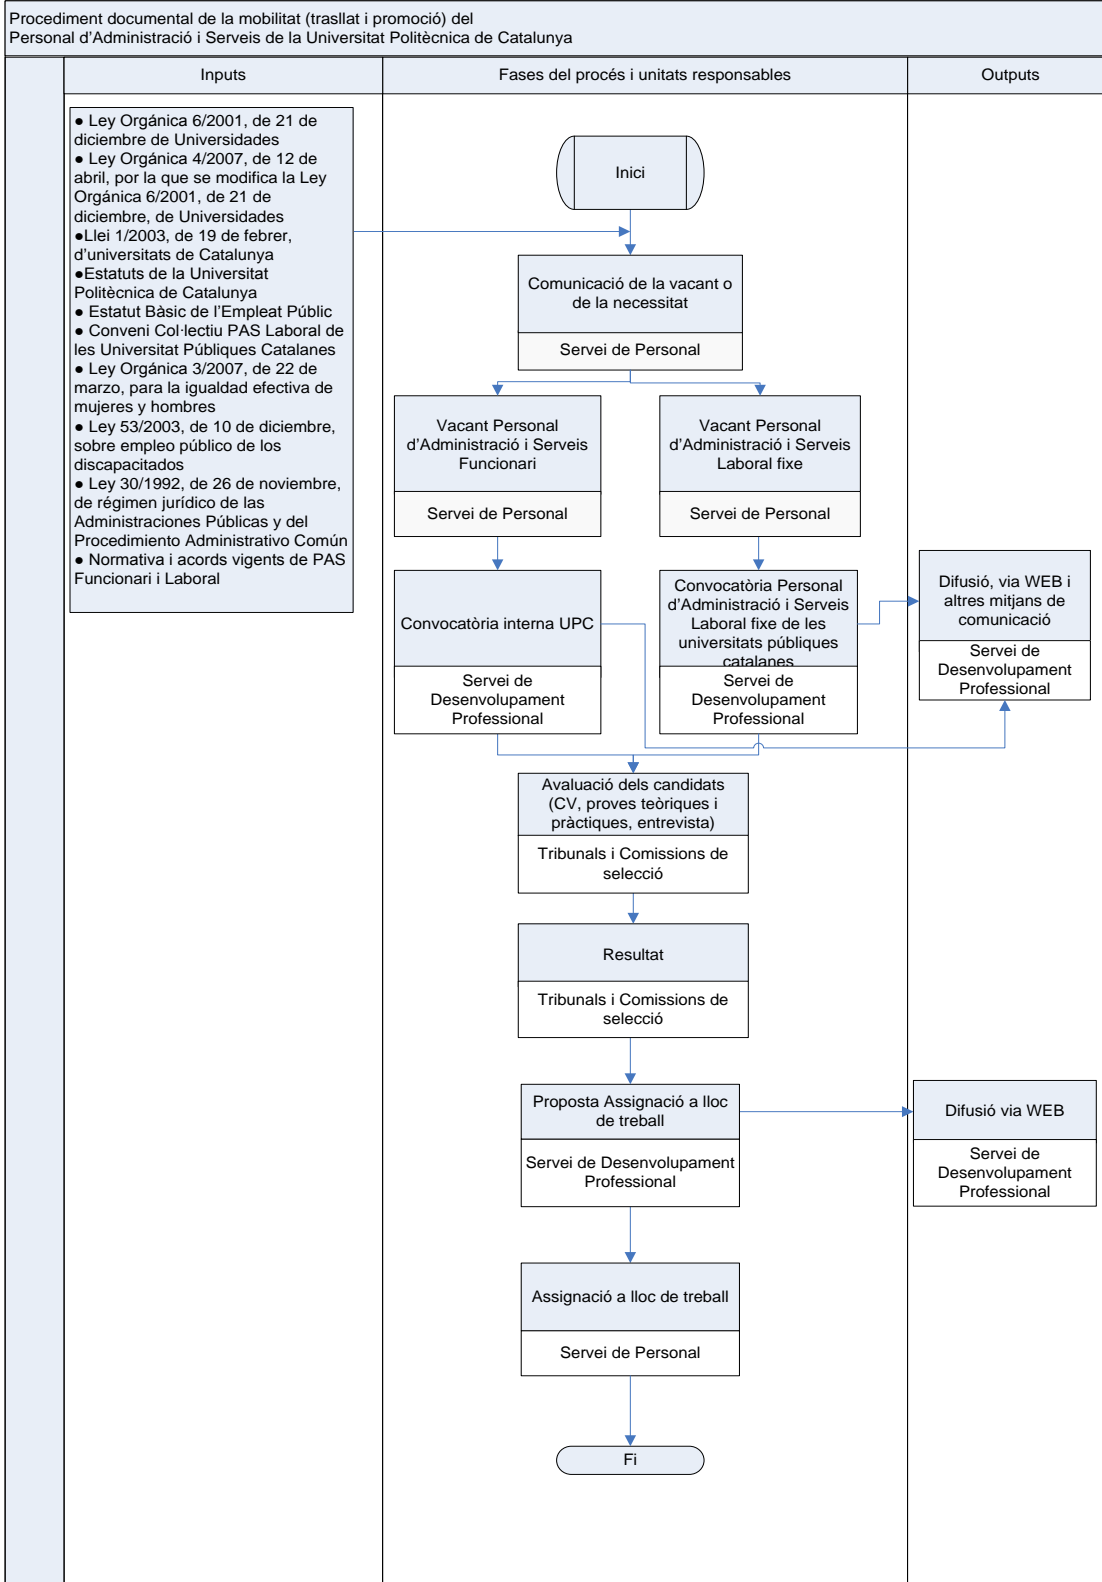 Procediment documental de la mobilitat (trasllat i promoció) del
Personal d’Administració i Serveis de la Universitat Politècnica de Catalunya
Inputs
Fases del procés i unitats responsables
Outputs
● Ley Orgánica 6/2001, de 21 de
diciembre de Universidades
● Ley Orgánica 4/2007, de 12 de
abril, por la que se modifica la Ley
Orgánica 6/2001, de 21 de
diciembre, de Universidades
●Llei 1/2003, de 19 de febrer,
d’universitats de Catalunya
●Estatuts de la Universitat
Politècnica de Catalunya
● Estatut Bàsic de l’Empleat Públic
● Conveni Col·lectiu PAS Laboral de
les Universitat Públiques Catalanes
● Ley Orgánica 3/2007, de 22 de
marzo, para la igualdad efectiva de
mujeres y hombres
● Ley 53/2003, de 10 de diciembre,
sobre empleo público de los
discapacitados
● Ley 30/1992, de 26 de noviembre,
de régimen jurídico de las
Administraciones Públicas y del
Procedimiento Administrativo Común
● Normativa i acords vigents de PAS
Funcionari i Laboral
Inici
Comunicació de la vacant o
de la necessitat
Servei de Personal
Vacant Personal
d’Administració i Serveis
Funcionari
Servei de Personal
Vacant Personal
d’Administració i Serveis
Laboral fixe
Servei de Personal
Convocatòria interna UPC
Servei de
Desenvolupament
Professional
Convocatòria Personal
d’Administració i Serveis
Laboral fixe de les
universitats públiques
catalanes
Servei de
Desenvolupament
Professional
Difusió, via WEB i
altres mitjans de
comunicació
Servei de
Desenvolupament
Professional
Avaluació dels candidats
(CV, proves teòriques i
pràctiques, entrevista)
Tribunals i Comissions de
selecció
Resultat
Tribunals i Comissions de
selecció
Proposta Assignació a lloc
de treball
Servei de Desenvolupament
Professional
Difusió via WEB
Servei de
Desenvolupament
Professional
Assignació a lloc de treball
Servei de Personal
Fi